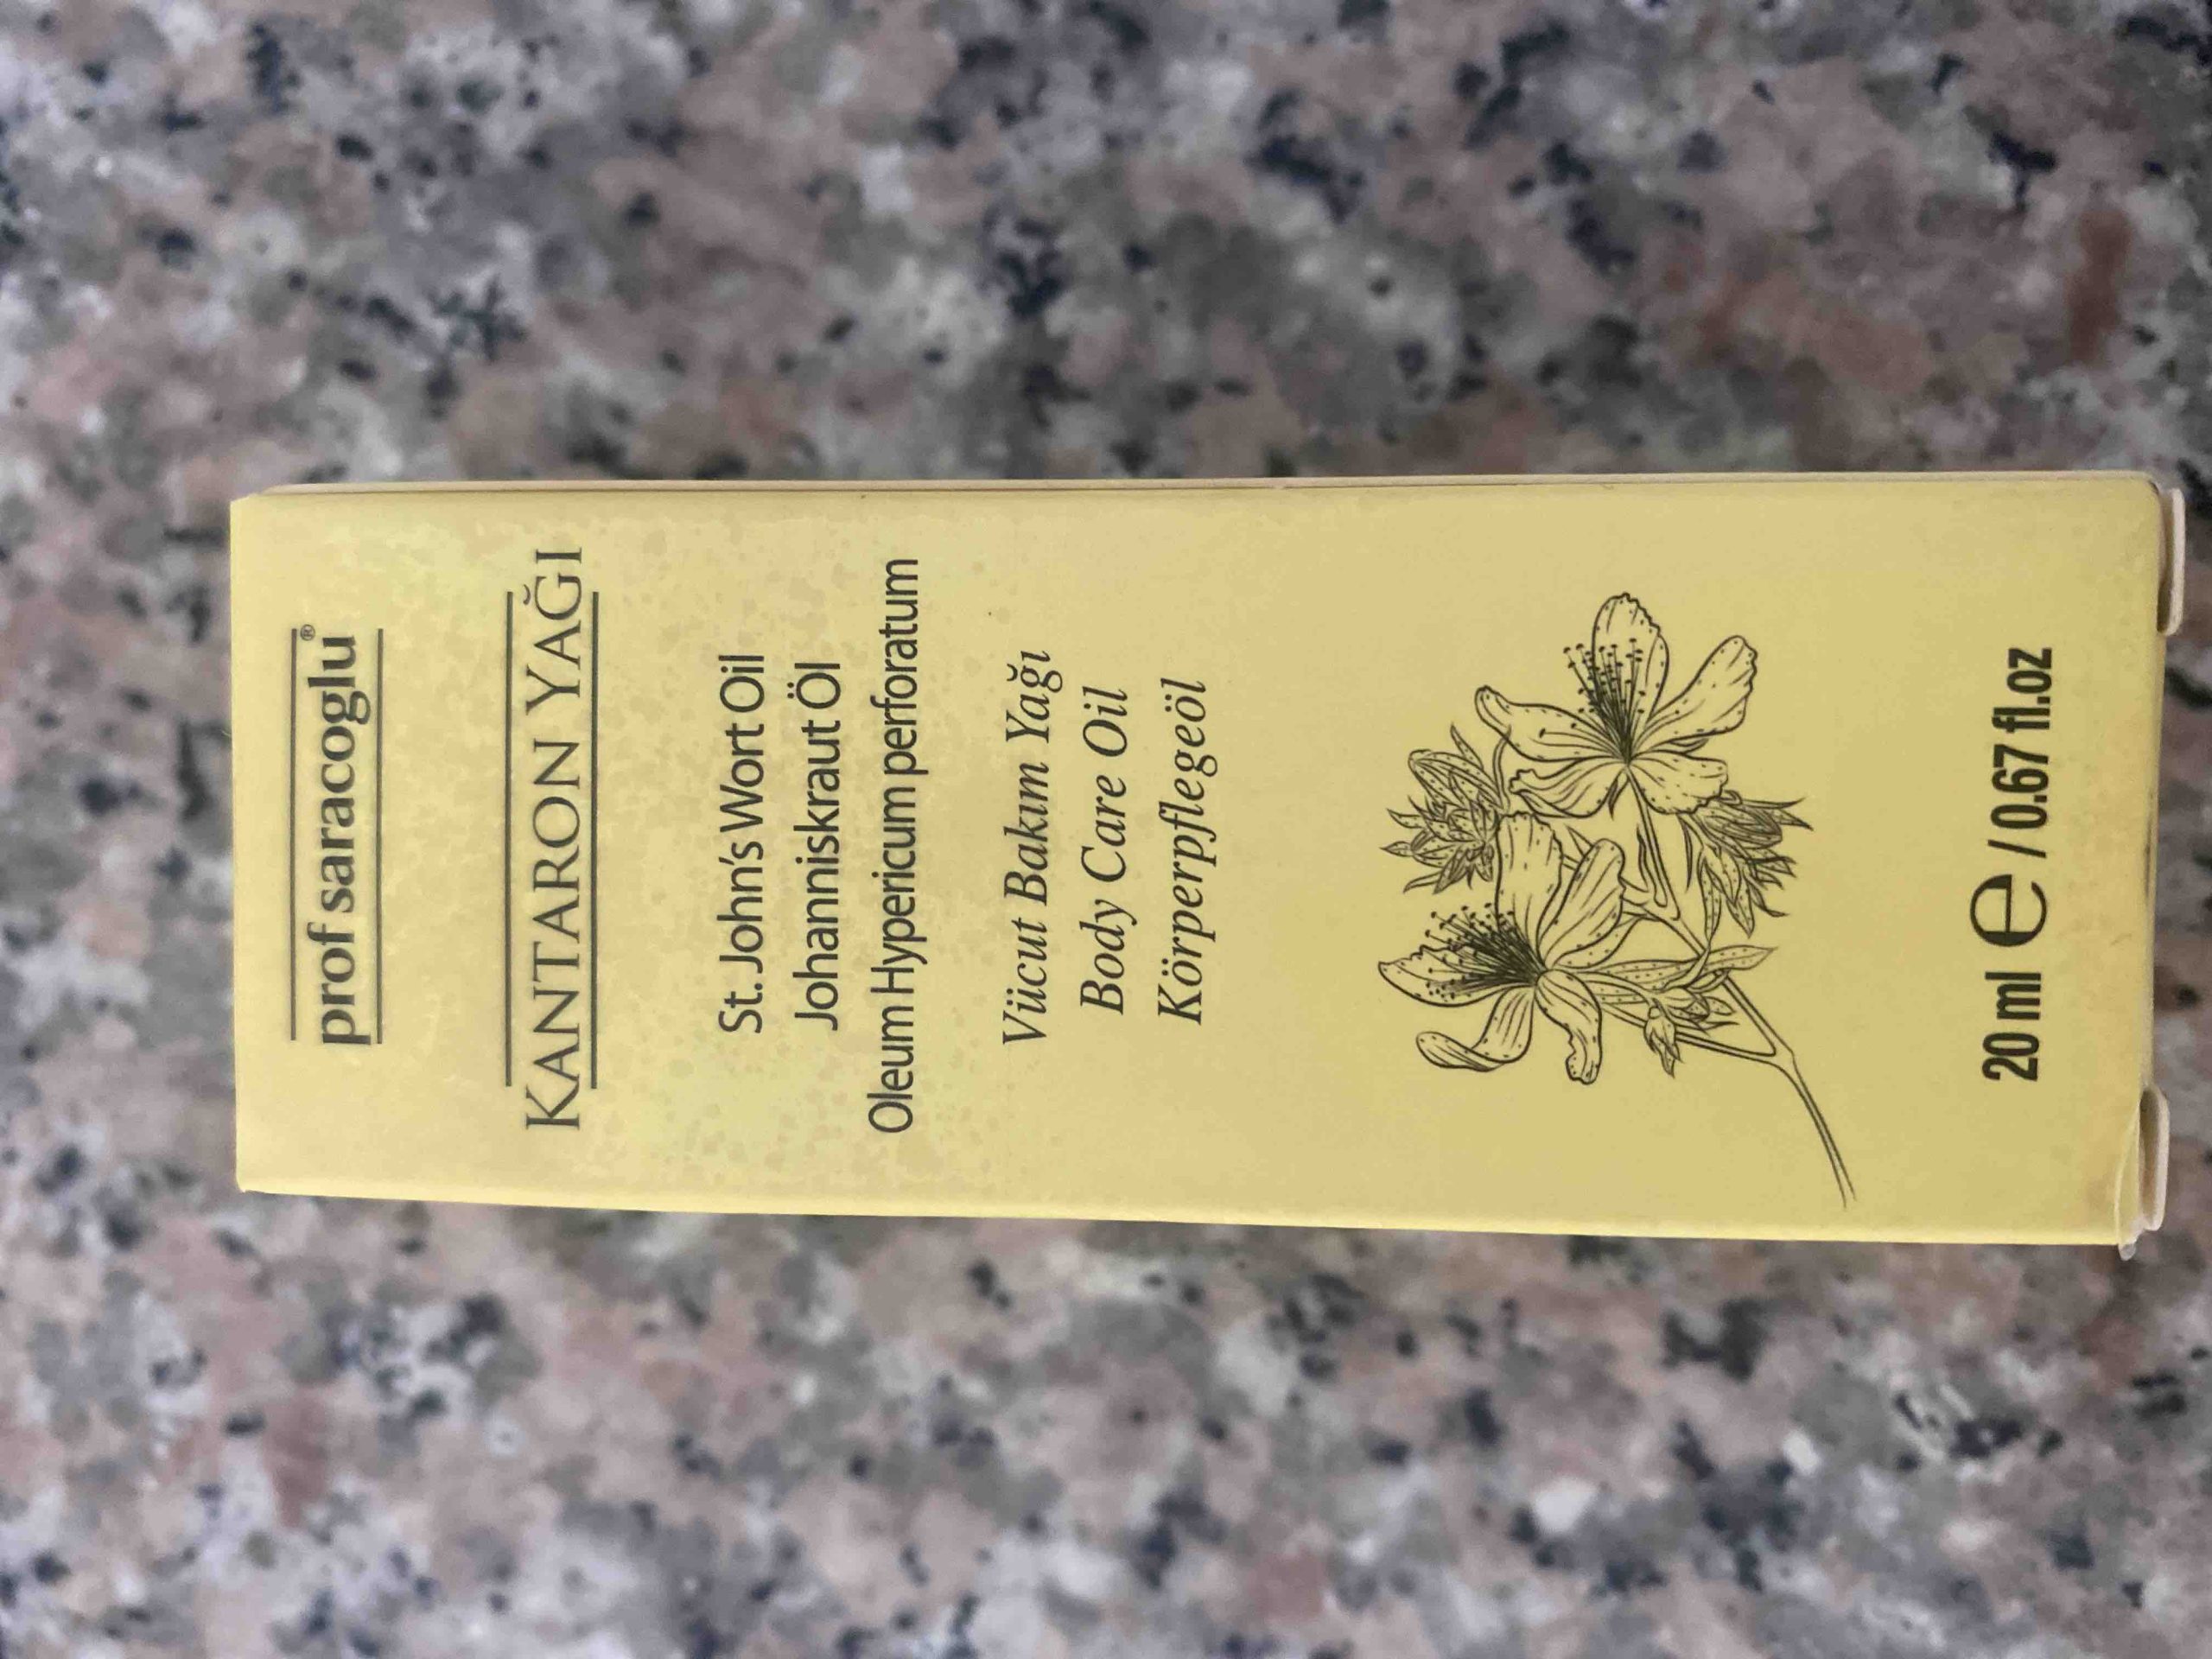 prof saracoglu®
KANTARON YAĞI
St. John's Wort Oil
Johanniskraut Öl
Oleum Hypericum perforatum
Vücut Bakım Yağı
Body Care Oil
Körperpflegeöl
20 ml ℮ / 0.67 fl.oz